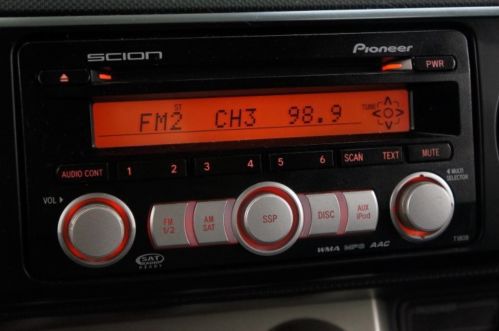 SCION Pioneer
PWR
ST
FM2 CH3 98.9 TUNE
AUDIO CONT 1 2 3 4 5 6 SCAN TEXT MUTE
VOL
MULTI SELECTOR
FM 1/2 AM SAT SSP DISC AUX iPod
SAT RADIO READY
WMA MP3 AAC